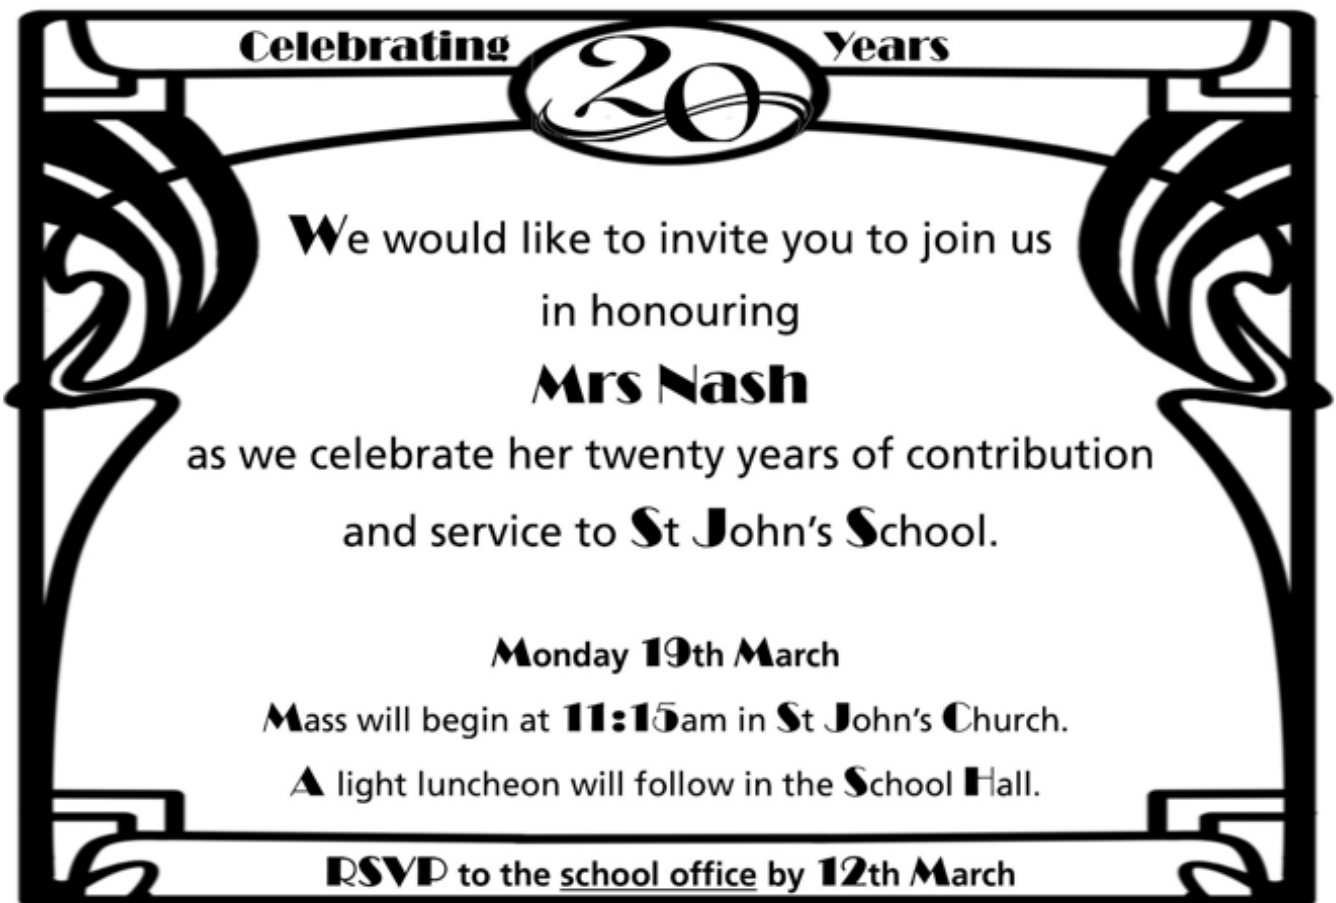 Celebrating 20 Years
We would like to invite you to join us
in honouring
Mrs Nash
as we celebrate her twenty years of contribution
and service to St John's School.
Monday 19th March
Mass will begin at 11:15am in St John's Church.
A light luncheon will follow in the School Hall.
RSVP to the school office by 12th March